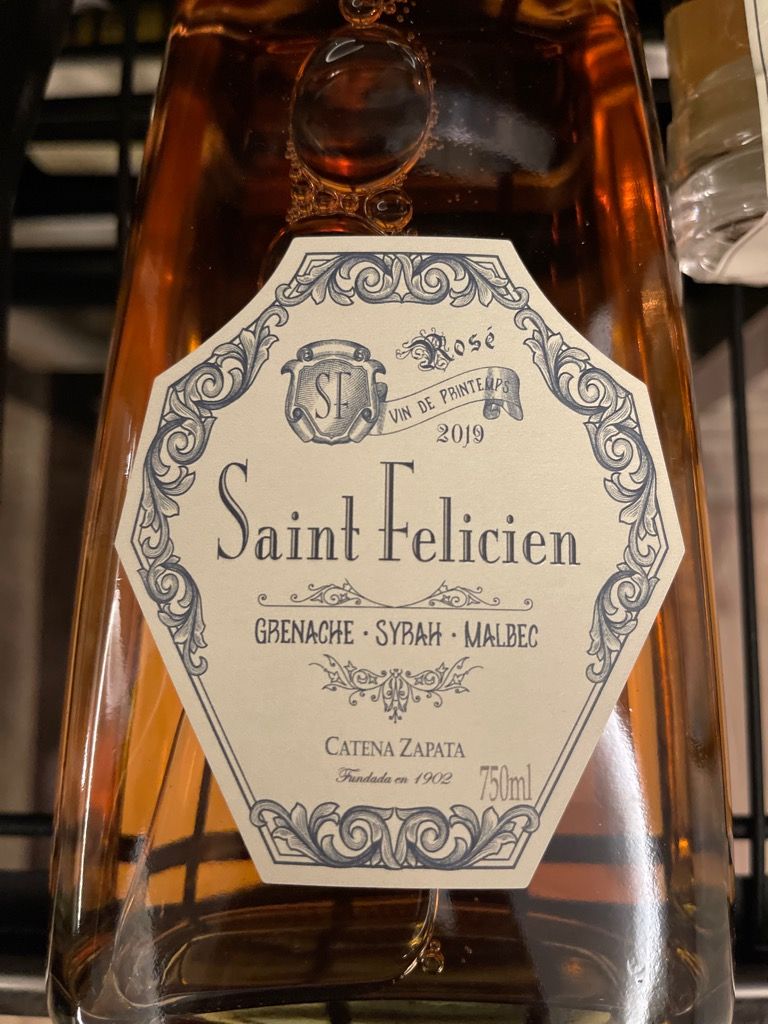 Rosé
SF
VIN DE PRINTEMPS
2019
Saint Felicien
GRENACHE · SYRAH · MALBEC
CATENA ZAPATA
Fundada en 1902
750ml